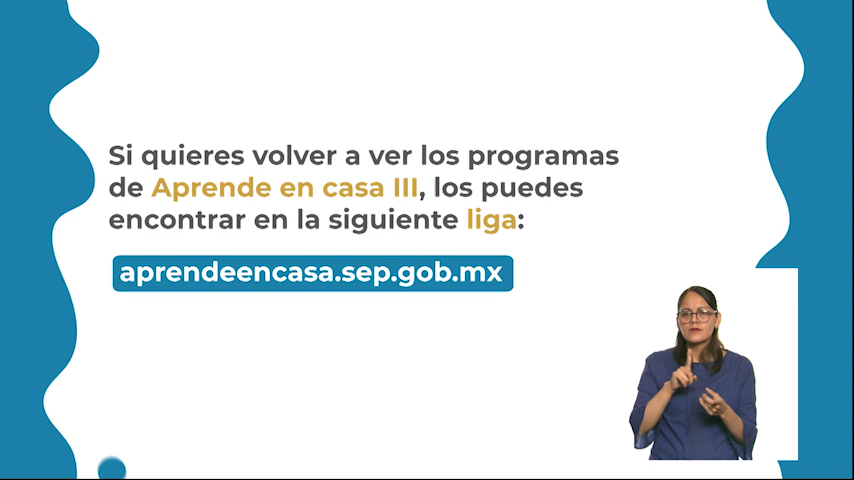 Si quieres volver a ver los programas
de Aprende en casa III, los puedes
encontrar en la siguiente liga:
aprendeencasa.sep.gob.mx